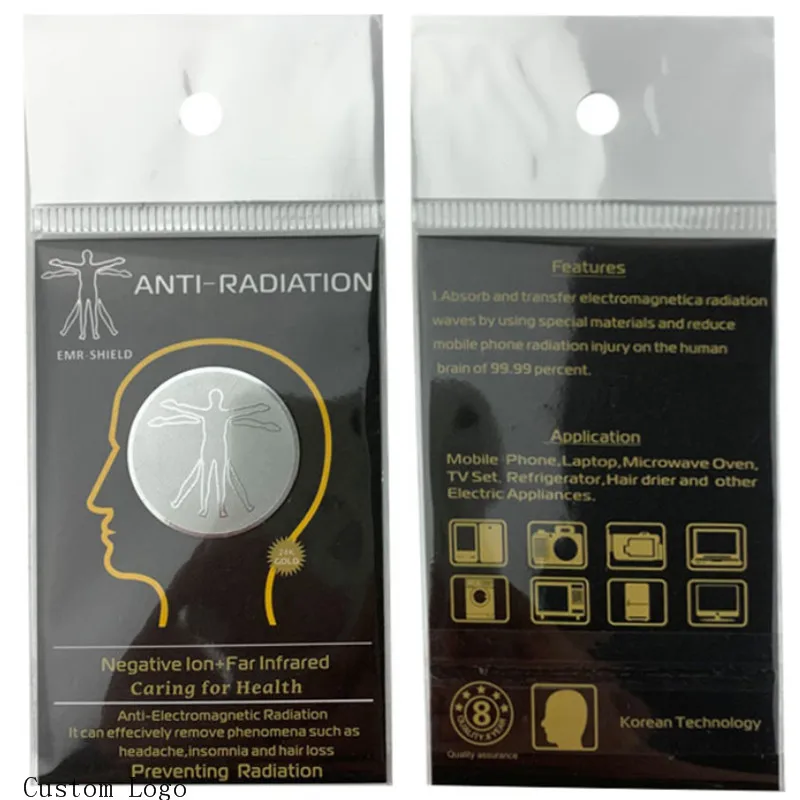 ANTI-RADIATION
EMR-SHIELD
24K
GOLD
Negative Ion+Far Infrared
Caring for Health
Anti-Electromagnetic Radiation
It can effecively remove phenomena such as
headache,insomnia and hair loss
Preventing Radiation
Custom Logo
Features
1.Absorb and transfer electromagnetica radiation
waves by using special materials and reduce
mobile phone radiation injury on the human
brain of 99.99 percent.
Application
Mobile Phone,Laptop,Microwave Oven,
TV Set, Refrigerator,Hair drier and other
Electric Appliances.
8
QUALITY.8 YEAR
Quality assurance
Korean Technology